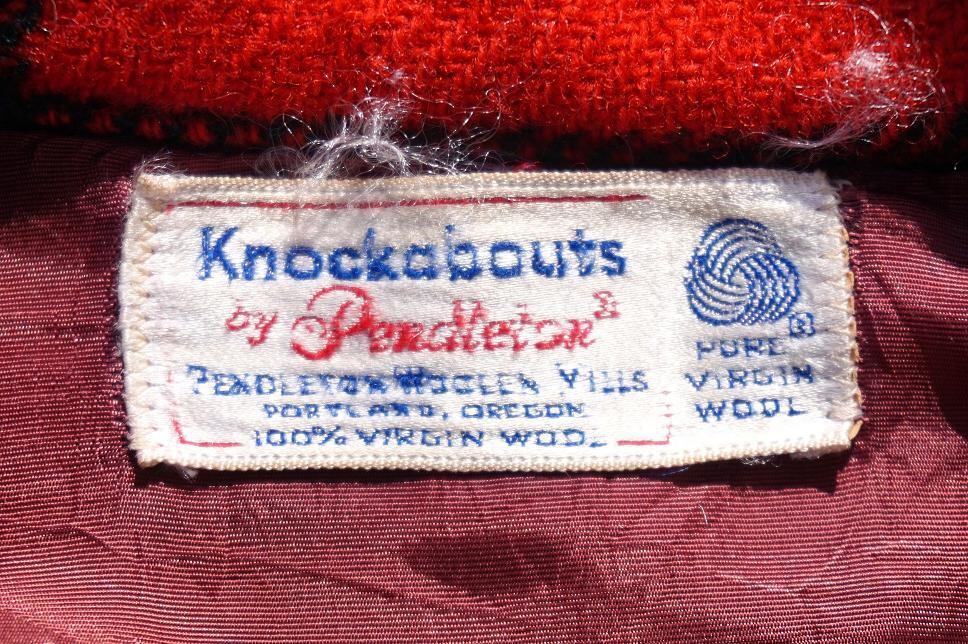 Knockabouts
by Pendleton®
PENDLETON WOOLEN MILLS
PORTLAND, OREGON
100% VIRGIN WOOL
®
PURE
VIRGIN
WOOL